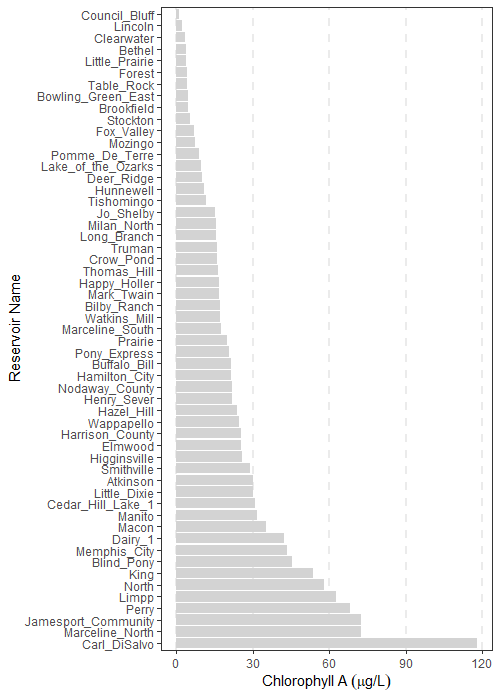 Council_Bluff
Lincoln
Clearwater
Bethel
Little_Prairie
Forest
Table_Rock
Bowling_Green_East
Brookfield
Stockton
Fox_Valley
Mozingo
Pomme_De_Terre
Lake_of_the_Ozarks
Deer_Ridge
Hunnewell
Tishomingo
Jo_Shelby
Milan_North
Long_Branch
Truman
Crow_Pond
Thomas_Hill
Happy_Holler
Mark_Twain
Bilby_Ranch
Watkins_Mill
Marceline_South
Prairie
Pony_Express
Buffalo_Bill
Hamilton_City
Nodaway_County
Henry_Sever
Hazel_Hill
Wappapello
Harrison_County
Elmwood
Higginsville
Smithville
Atkinson
Little_Dixie
Cedar_Hill_Lake_1
Manito
Macon
Dairy_1
Memphis_City
Blind_Pony
King
North
Limpp
Perry
Jamesport_Community
Marceline_North
Carl_DiSalvo
Reservoir Name
0 30 60 90 120
Chlorophyll A (μg/L)